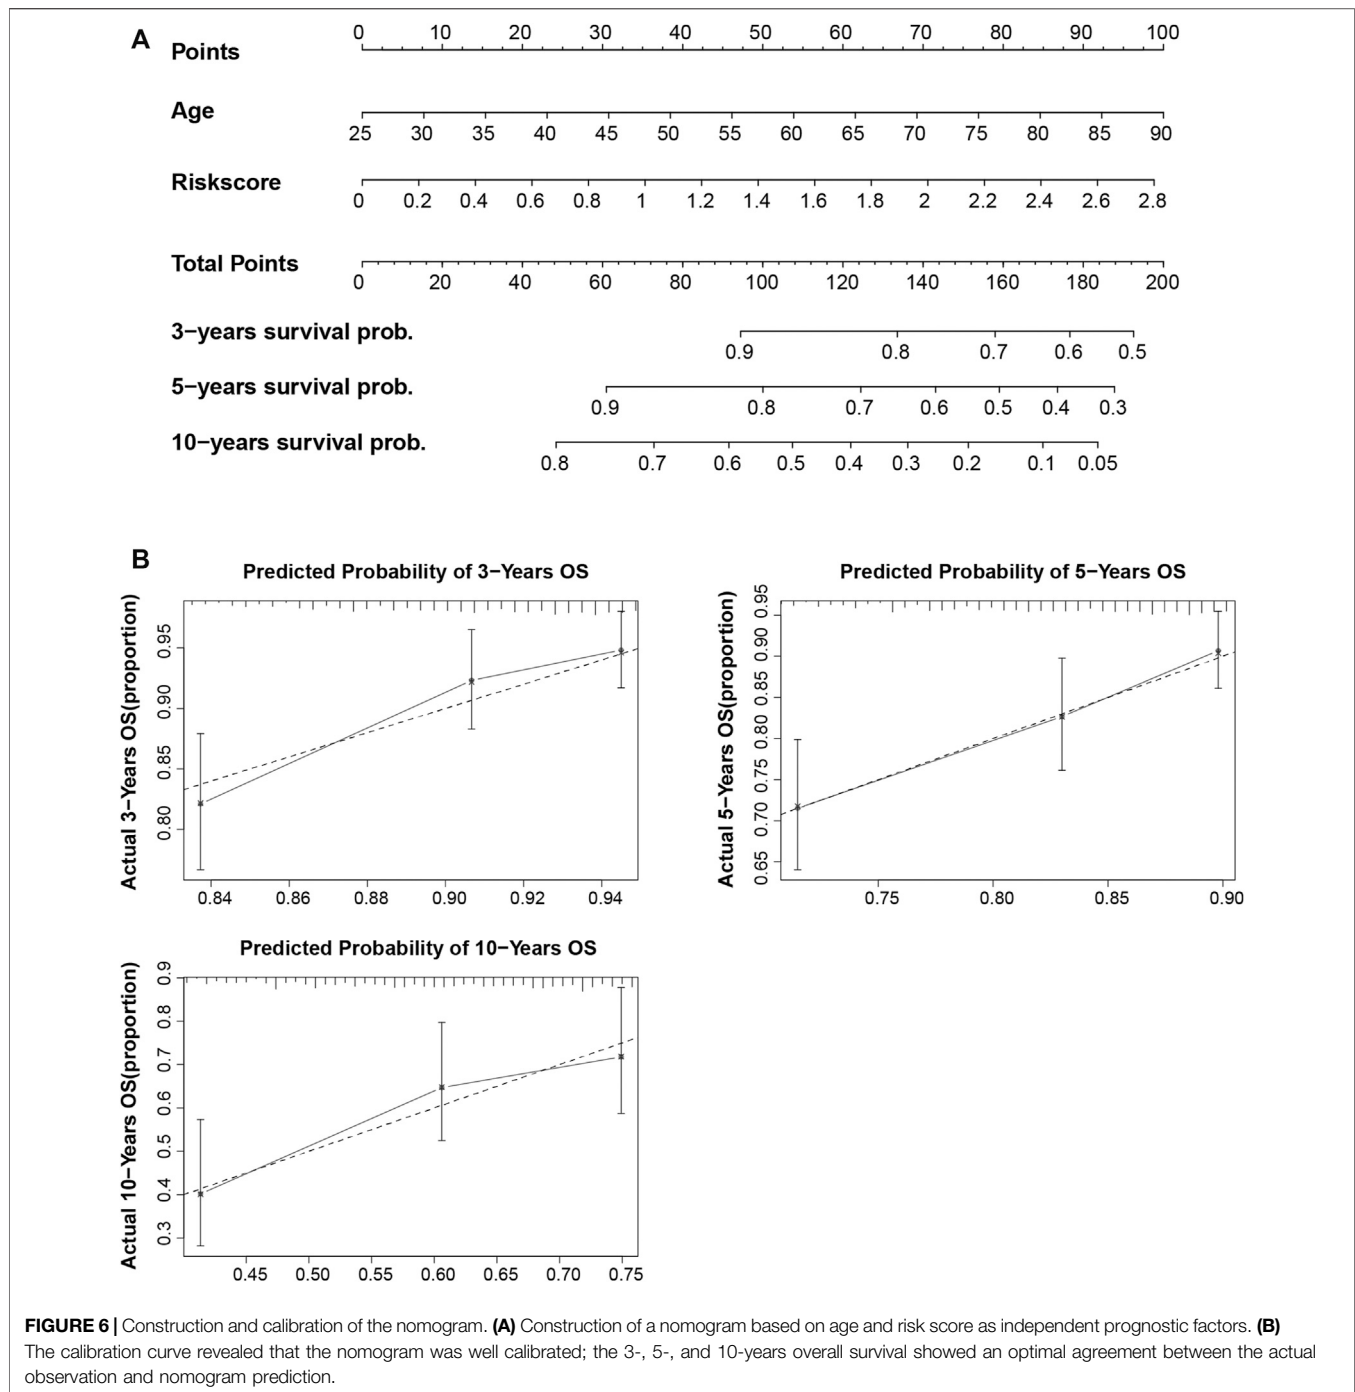 A
Points
0 10 20 30 40 50 60 70 80 90 100
Age
25 30 35 40 45 50 55 60 65 70 75 80 85 90
Riskscore
0 0.2 0.4 0.6 0.8 1 1.2 1.4 1.6 1.8 2 2.2 2.4 2.6 2.8
Total Points
0 20 40 60 80 100 120 140 160 180 200
3−years survival prob.
0.9 0.8 0.7 0.6 0.5
5−years survival prob.
0.9 0.8 0.7 0.6 0.5 0.4 0.3
10−years survival prob.
0.8 0.7 0.6 0.5 0.4 0.3 0.2 0.1 0.05
B
Predicted Probability of 3−Years OS
Actual 3−Years OS(proportion)
0.95
0.90
0.85
0.80
0.84 0.86 0.88 0.90 0.92 0.94
Predicted Probability of 5−Years OS
Actual 5−Years OS(proportion)
0.95
0.90
0.85
0.80
0.75
0.70
0.65
0.75 0.80 0.85 0.90
Predicted Probability of 10−Years OS
Actual 10−Years OS(proportion)
0.9
0.8
0.7
0.6
0.5
0.4
0.3
0.45 0.50 0.55 0.60 0.65 0.70 0.75
FIGURE 6 | Construction and calibration of the nomogram. (A) Construction of a nomogram based on age and risk score as independent prognostic factors. (B)
The calibration curve revealed that the nomogram was well calibrated; the 3-, 5-, and 10-years overall survival showed an optimal agreement between the actual
observation and nomogram prediction.